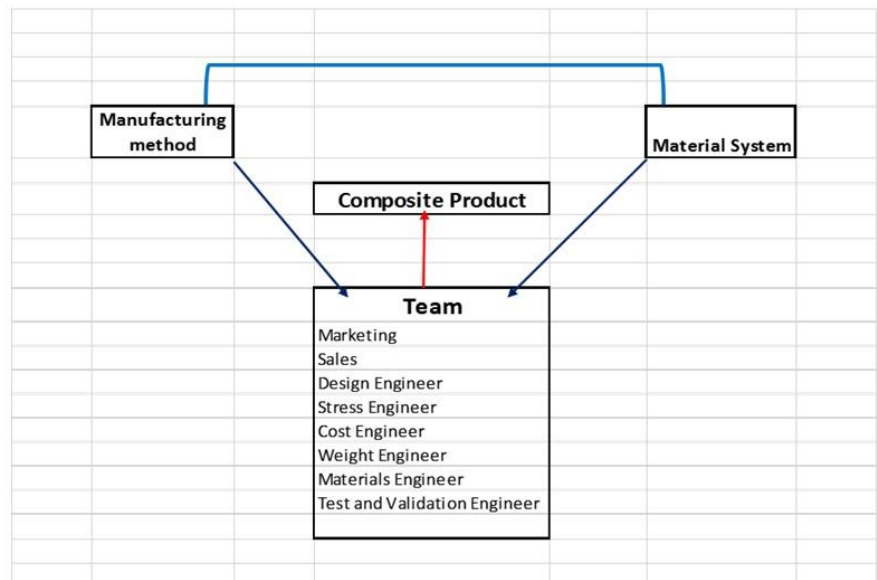 Manufacturing
method
Material System
Composite Product
Team
Marketing
Sales
Design Engineer
Stress Engineer
Cost Engineer
Weight Engineer
Materials Engineer
Test and Validation Engineer